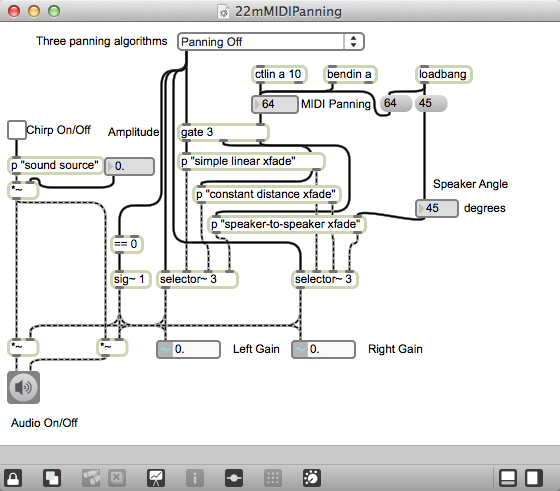 22mMIDIPanning
Three panning algorithms
Panning Off
ctlin a 10
bendin a
loadbang
64
MIDI Panning
64
45
Chirp On/Off
Amplitude
gate 3
p "sound source"
0.
p "simple linear xfade"
*~
Speaker Angle
p "constant distance xfade"
45
degrees
p "speaker-to-speaker xfade"
== 0
sig~ 1
selector~ 3
selector~ 3
*~
*~
~
0.
Left Gain
~
0.
Right Gain
Audio On/Off